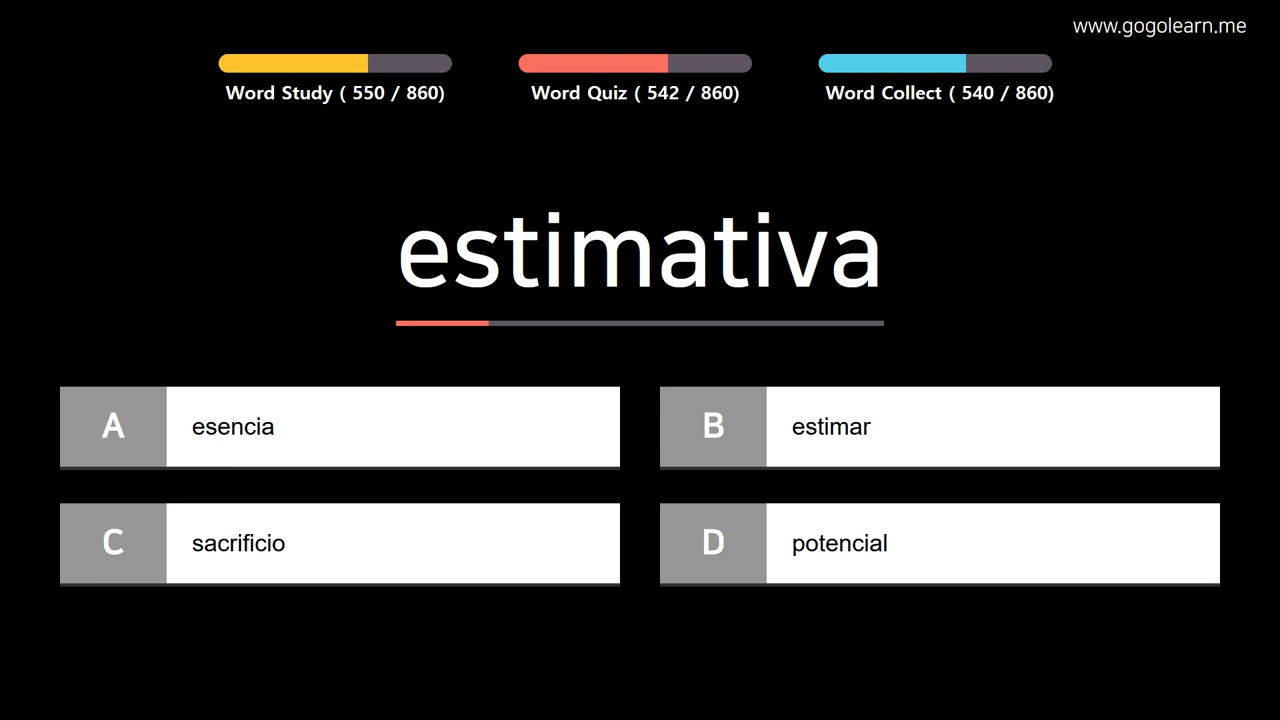 www.gogolearn.me
Word Study ( 550 / 860)
Word Quiz ( 542 / 860)
Word Collect ( 540 / 860)
estimativa
A esencia
B estimar
C sacrificio
D potencial